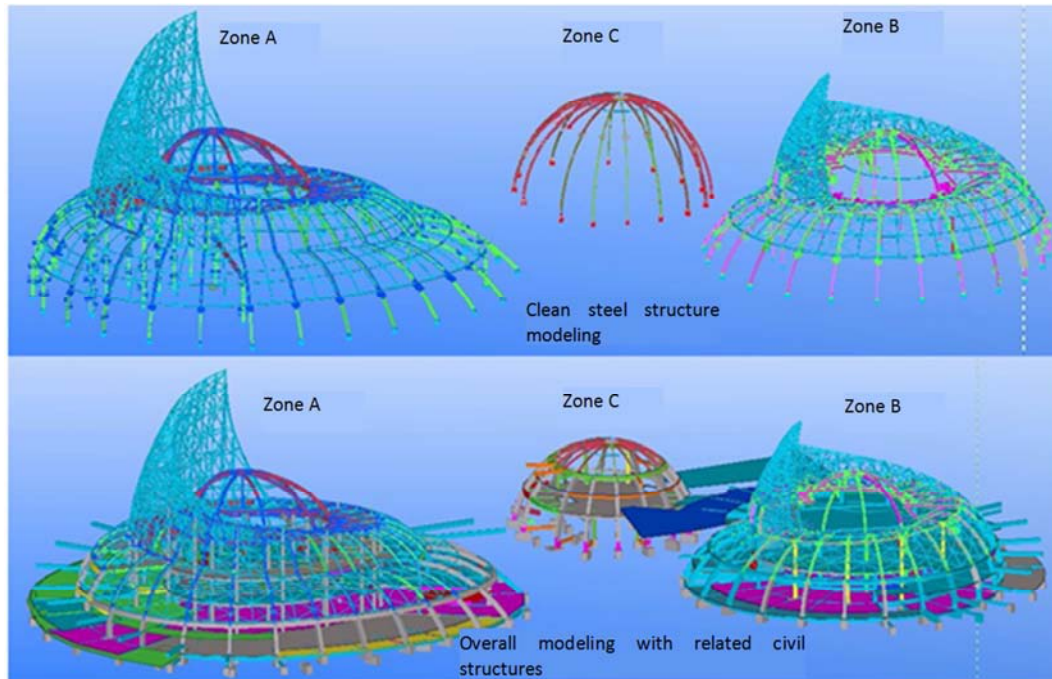 Zone A
Zone C
Zone B
Clean steel structure
modeling
Zone A
Zone C
Zone B
Overall modeling with related civil
structures